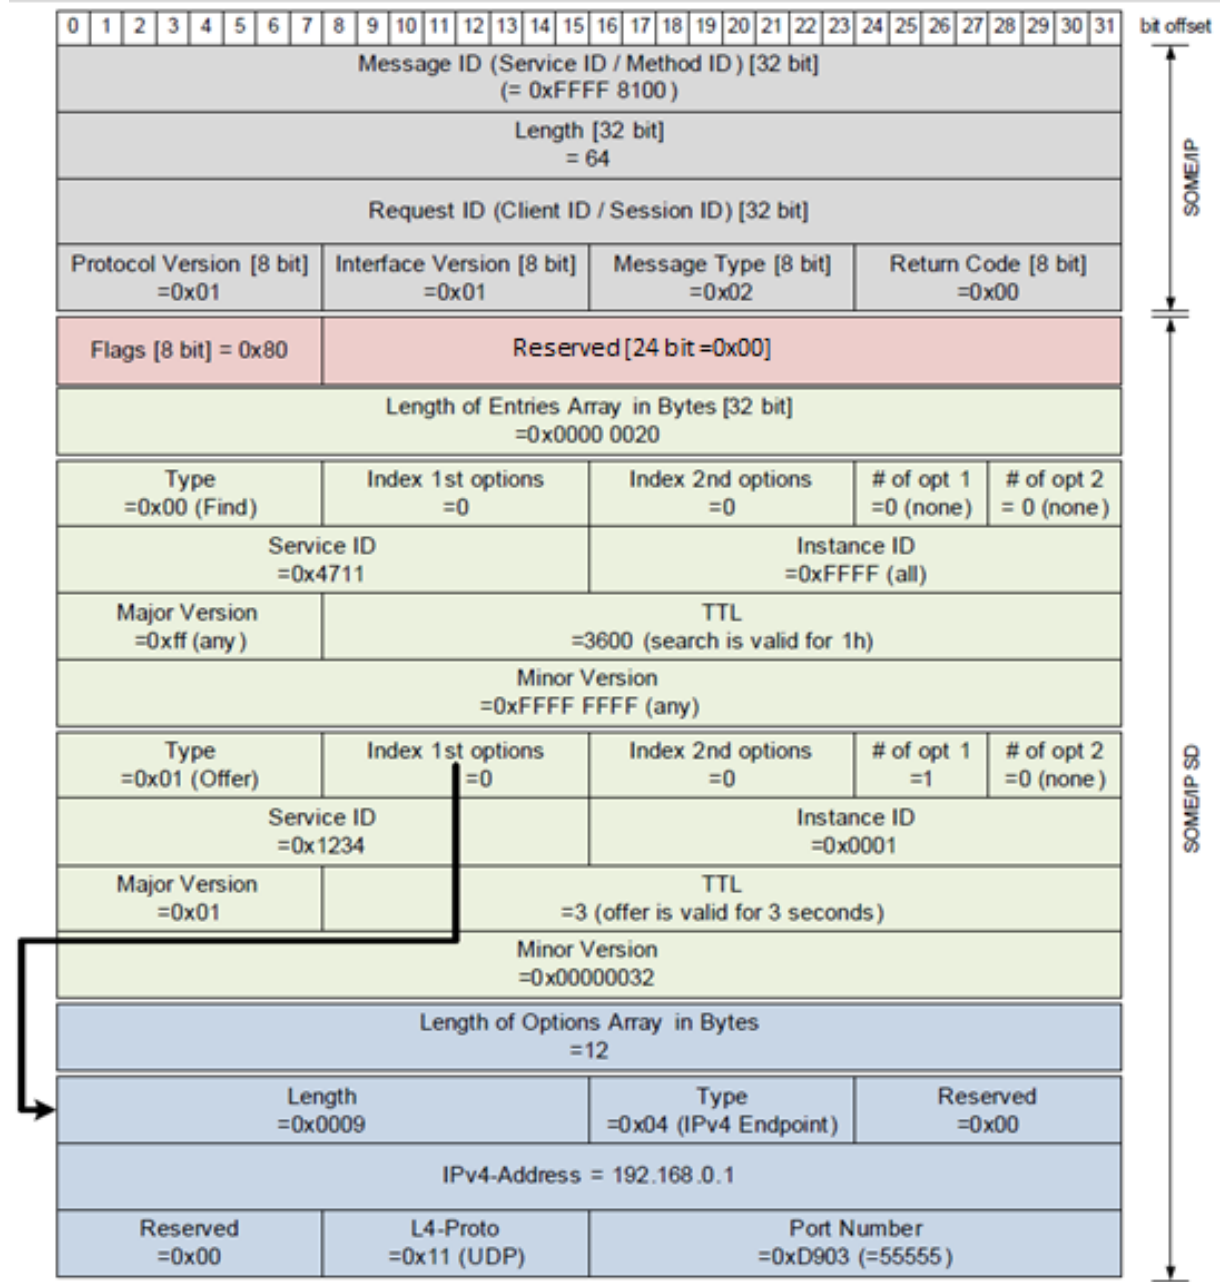 0 1 2 3 4 5 6 7 8 9 10 11 12 13 14 15 16 17 18 19 20 21 22 23 24 25 26 27 28 29 30 31 bit offset
Message ID (Service ID / Method ID) [32 bit]
(= 0xFFFF 8100)
Length [32 bit]
= 64
Request ID (Client ID / Session ID) [32 bit]
SOME/IP
Protocol Version [8 bit]
=0x01
Interface Version [8 bit]
=0x01
Message Type [8 bit]
=0x02
Return Code [8 bit]
=0x00
Flags [8 bit] = 0x80
Reserved [24 bit =0x00]
Length of Entries Array in Bytes [32 bit]
=0x0000 0020
Type
=0x00 (Find)
Index 1st options
=0
Index 2nd options
=0
# of opt 1
=0 (none)
# of opt 2
= 0 (none)
Service ID
=0x4711
Instance ID
=0xFFFF (all)
Major Version
=0xff (any)
TTL
=3600 (search is valid for 1h)
Minor Version
=0xFFFF FFFF (any)
Type
=0x01 (Offer)
Index 1st options
=0
Index 2nd options
=0
# of opt 1
=1
# of opt 2
=0 (none)
SOME/IP SD
Service ID
=0x1234
Instance ID
=0x0001
Major Version
=0x01
TTL
=3 (offer is valid for 3 seconds)
Minor Version
=0x00000032
Length of Options Array in Bytes
=12
Length
=0x0009
Type
=0x04 (IPv4 Endpoint)
Reserved
=0x00
IPv4-Address = 192.168.0.1
Reserved
=0x00
L4-Proto
=0x11 (UDP)
Port Number
=0xD903 (=55555)